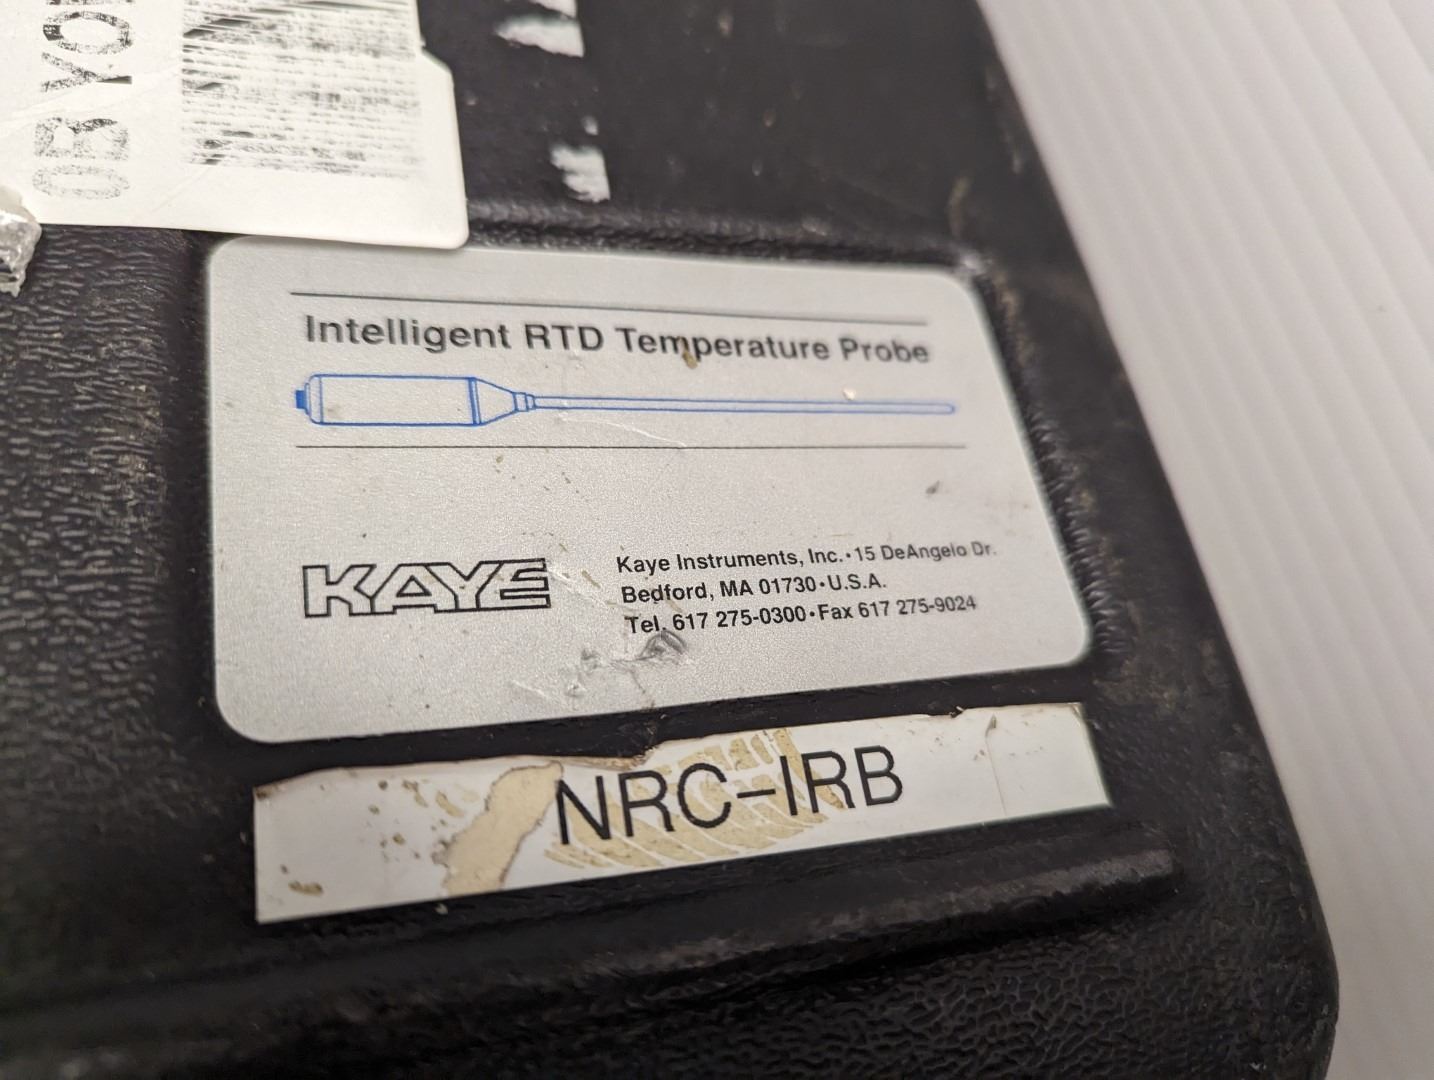 Intelligent RTD Temperature Probe
KAYE
Kaye Instruments, Inc.•15 DeAngelo Dr.
Bedford, MA 01730•U.S.A.
Tel. 617 275-0300•Fax 617 275-9024
NRC-IRB